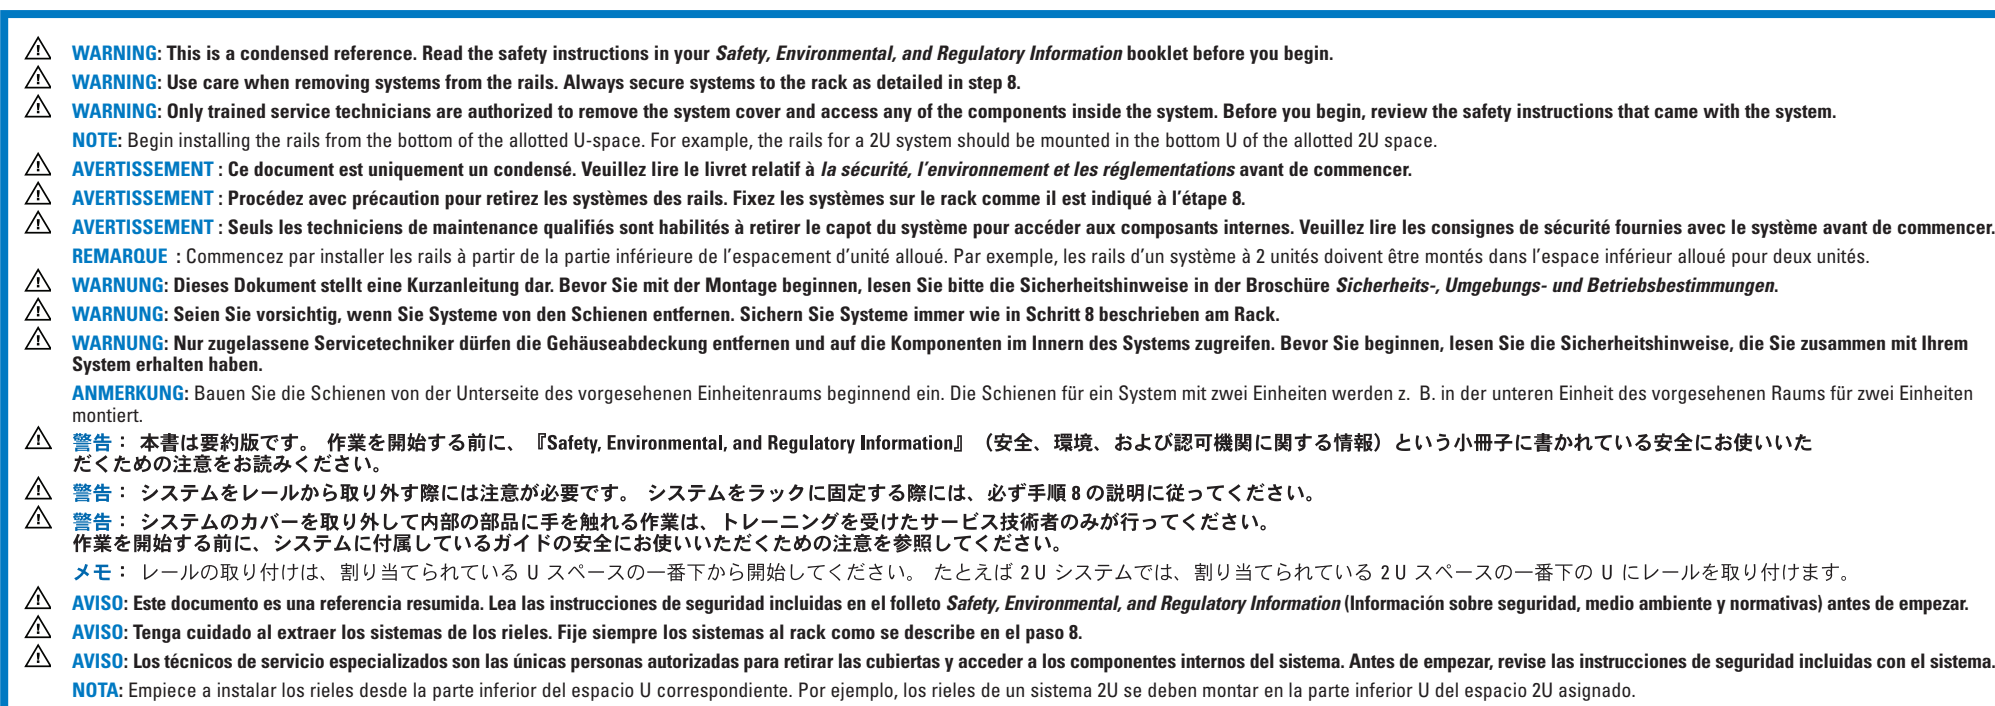 WARNING: This is a condensed reference. Read the safety instructions in your Safety, Environmental, and Regulatory Information booklet before you begin.
WARNING: Use care when removing systems from the rails. Always secure systems to the rack as detailed in step 8.
WARNING: Only trained service technicians are authorized to remove the system cover and access any of the components inside the system. Before you begin, review the safety instructions that came with the system.
NOTE: Begin installing the rails from the bottom of the allotted U-space. For example, the rails for a 2U system should be mounted in the bottom U of the allotted 2U space.
AVERTISSEMENT : Ce document est uniquement un condensé. Veuillez lire le livret relatif à la sécurité, l'environnement et les réglementations avant de commencer.
AVERTISSEMENT : Procédez avec précaution pour retirez les systèmes des rails. Fixez les systèmes sur le rack comme il est indiqué à l'étape 8.
AVERTISSEMENT : Seuls les techniciens de maintenance qualifiés sont habilités à retirer le capot du système pour accéder aux composants internes. Veuillez lire les consignes de sécurité fournies avec le système avant de commencer.
REMARQUE : Commencez par installer les rails à partir de la partie inférieure de l'espacement d'unité alloué. Par exemple, les rails d'un système à 2 unités doivent être montés dans l'espace inférieur alloué pour deux unités.
WARNUNG: Dieses Dokument stellt eine Kurzanleitung dar. Bevor Sie mit der Montage beginnen, lesen Sie bitte die Sicherheitshinweise in der Broschüre Sicherheits-, Umgebungs- und Betriebsbestimmungen.
WARNUNG: Seien Sie vorsichtig, wenn Sie Systeme von den Schienen entfernen. Sichern Sie Systeme immer wie in Schritt 8 beschrieben am Rack.
WARNUNG: Nur zugelassene Servicetechniker dürfen die Gehäuseabdeckung entfernen und auf die Komponenten im Innern des Systems zugreifen. Bevor Sie beginnen, lesen Sie die Sicherheitshinweise, die Sie zusammen mit Ihrem
System erhalten haben.
ANMERKUNG: Bauen Sie die Schienen von der Unterseite des vorgesehenen Einheitenraums beginnend ein. Die Schienen für ein System mit zwei Einheiten werden z. B. in der unteren Einheit des vorgesehenen Raums für zwei Einheiten
montiert.
警告： 本書は要約版です。 作業を開始する前に、『Safety, Environmental, and Regulatory Information』（安全、環境、および認可機関に関する情報）という小冊子に書かれている安全にお使いいた
だくための注意をお読みください。
警告： システムをレールから取り外す際には注意が必要です。 システムをラックに固定する際には、必ず手順 8 の説明に従ってください。
警告： システムのカバーを取り外して内部の部品に手を触れる作業は、トレーニングを受けたサービス技術者のみが行ってください。
作業を開始する前に、システムに付属しているガイドの安全にお使いいただくための注意を参照してください。
メモ： レールの取り付けは、割り当てられている U スペースの一番下から開始してください。 たとえば 2U システムでは、割り当てられている 2U スペースの一番下の U にレールを取り付けます。
AVISO: Este documento es una referencia resumida. Lea las instrucciones de seguridad incluidas en el folleto Safety, Environmental, and Regulatory Information (Información sobre seguridad, medio ambiente y normativas) antes de empezar.
AVISO: Tenga cuidado al extraer los sistemas de los rieles. Fije siempre los sistemas al rack como se describe en el paso 8.
AVISO: Los técnicos de servicio especializados son las únicas personas autorizadas para retirar las cubiertas y acceder a los componentes internos del sistema. Antes de empezar, revise las instrucciones de seguridad incluidas con el sistema.
NOTA: Empiece a instalar los rieles desde la parte inferior del espacio U correspondiente. Por ejemplo, los rieles de un sistema 2U se deben montar en la parte inferior U del espacio 2U asignado.